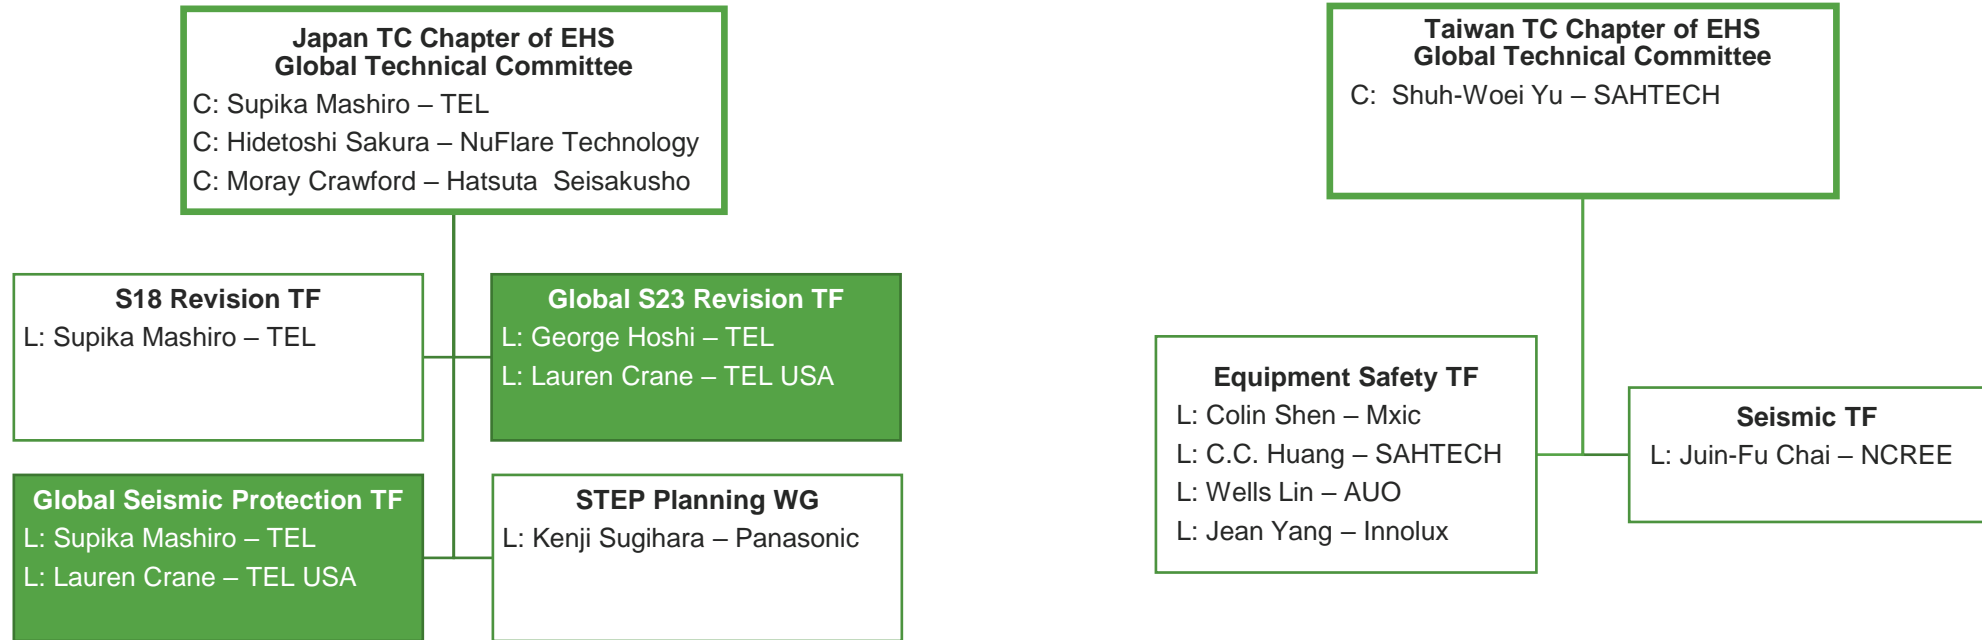 Japan TC Chapter of EHS
Global Technical Committee
C: Supika Mashiro – TEL
C: Hidetoshi Sakura – NuFlare Technology
C: Moray Crawford – Hatsuta Seisakusho
S18 Revision TF
L: Supika Mashiro – TEL
Global S23 Revision TF
L: George Hoshi – TEL
L: Lauren Crane – TEL USA
Global Seismic Protection TF
L: Supika Mashiro – TEL
L: Lauren Crane – TEL USA
STEP Planning WG
L: Kenji Sugihara – Panasonic
Taiwan TC Chapter of EHS
Global Technical Committee
C: Shuh-Woei Yu – SAHTECH
Equipment Safety TF
L: Colin Shen – Mxic
L: C.C. Huang – SAHTECH
L: Wells Lin – AUO
L: Jean Yang – Innolux
Seismic TF
L: Juin-Fu Chai – NCREE